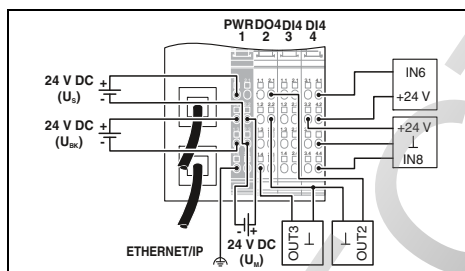 PWR DO4 DI4 DI4
1 2 3 4
24 V DC
(US)
+
-
24 V DC
(UBK)
+
-
IN6
+24 V
+24 V
⊥
IN8
ETHERNET/IP
- +
24 V DC
(UM)
OUT3
⊥
⊥
OUT2